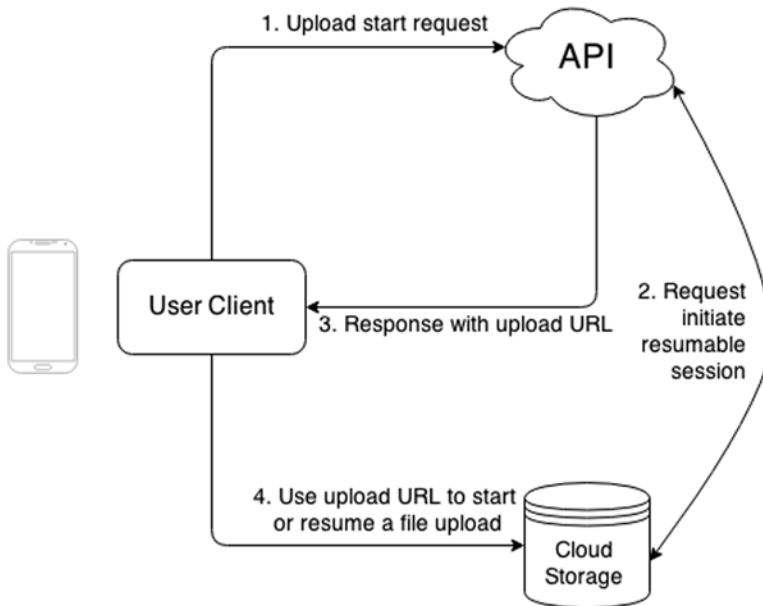 1. Upload start request
API
User Client
3. Response with upload URL
2. Request
initiate
resumable
session
4. Use upload URL to start
or resume a file upload
Cloud
Storage